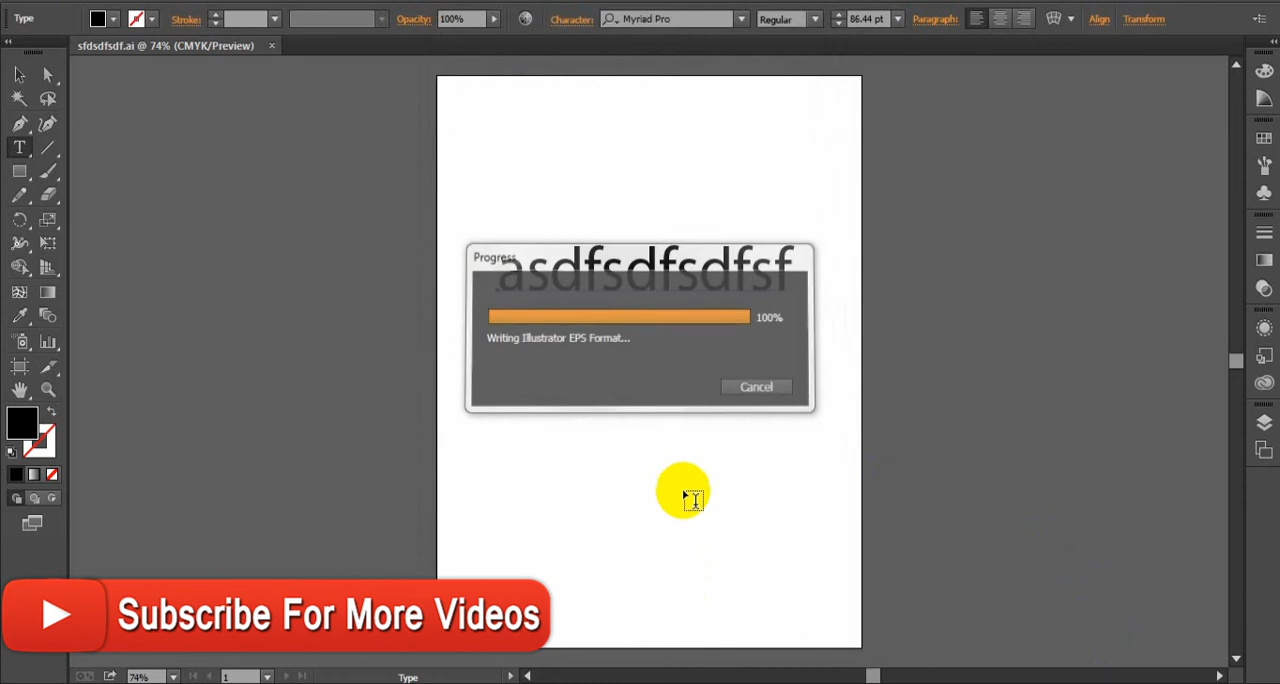 Type
Stroke:
Opacity: 100%
Character: Myriad Pro
Regular
86.44 pt
Paragraph:
Align
Transform
sfdsdfsdf.ai @ 74% (CMYK/Preview)
T
asdfsdfsdfsf
Progress
100%
Writing Illustrator EPS Format...
Cancel
Subscribe For More Videos
74%
1
Type